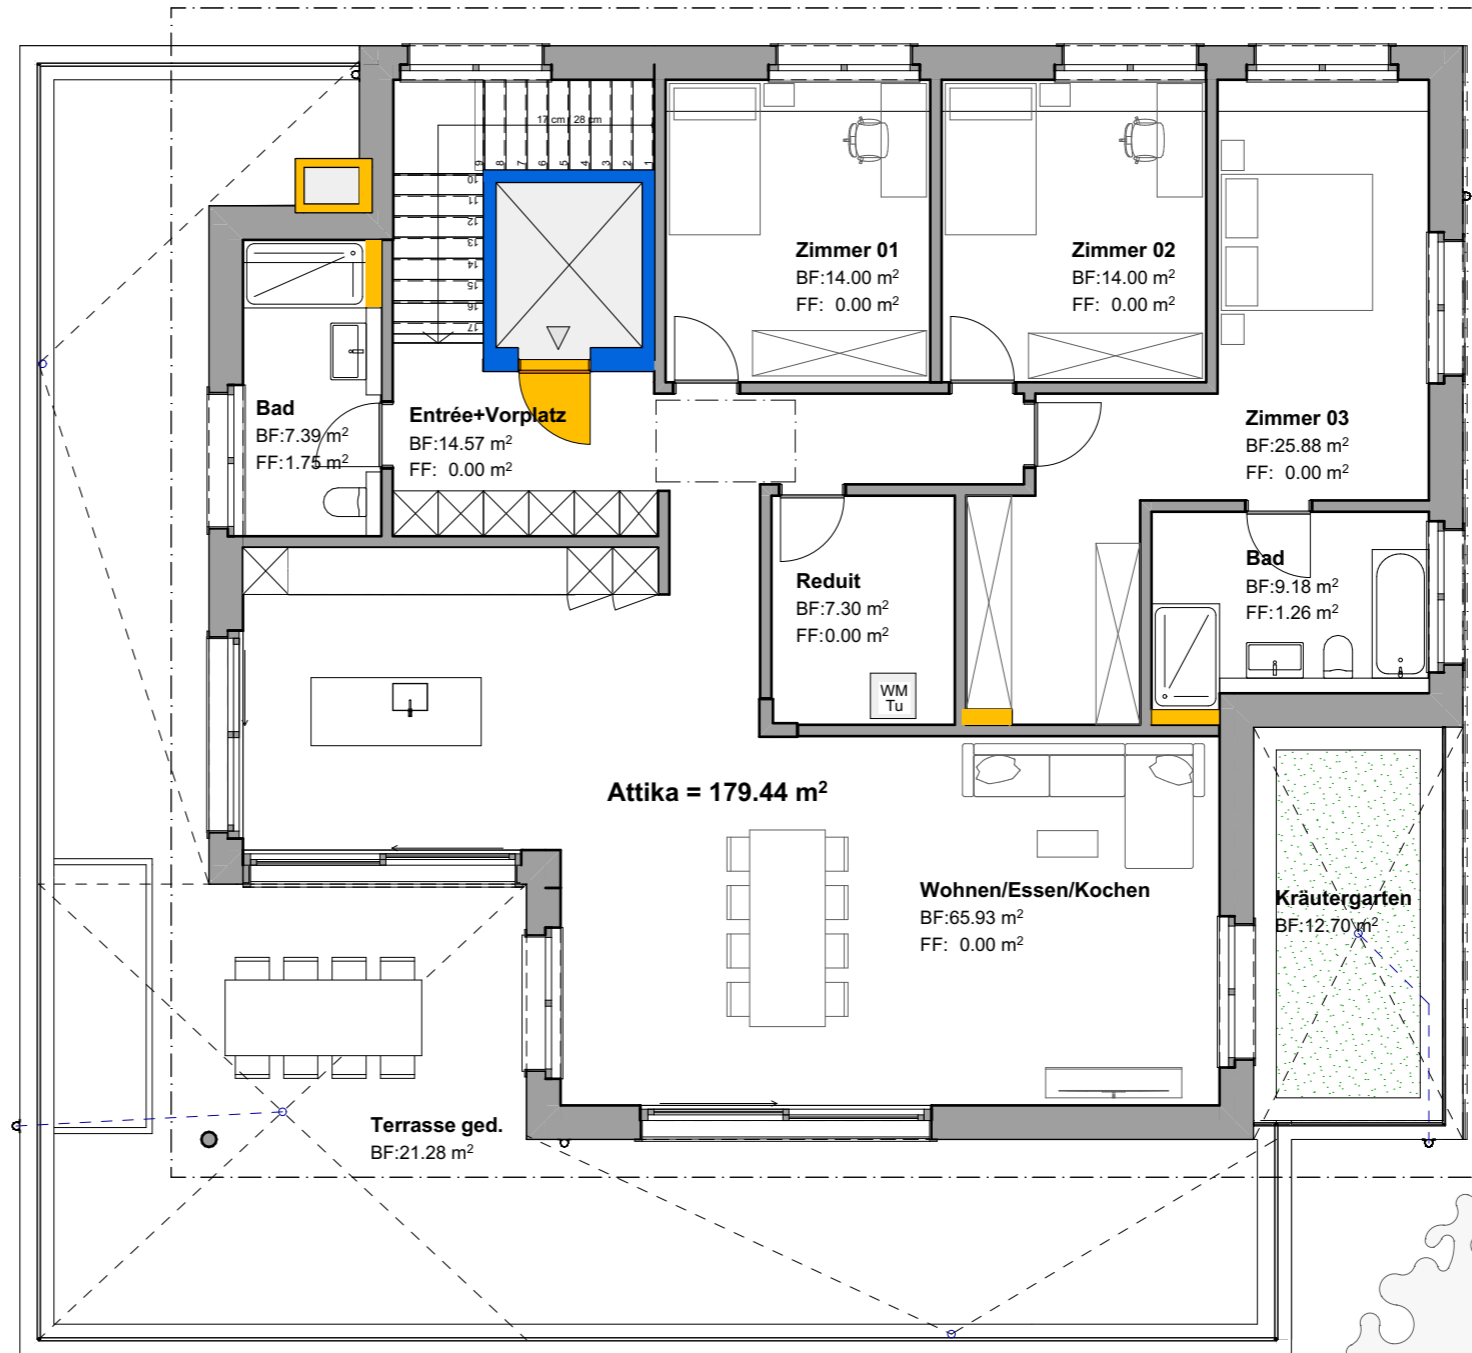 17 cm / 28 cm
9 8 7 6 5 4 3 2 1
10
11
12
13
14
15
16
17
Zimmer 01
BF:14.00 m²
FF: 0.00 m²
Zimmer 02
BF:14.00 m²
FF: 0.00 m²
Bad
BF:7.39 m²
FF:1.75 m²
Entrée+Vorplatz
BF:14.57 m²
FF: 0.00 m²
Zimmer 03
BF:25.88 m²
FF: 0.00 m²
Reduit
BF:7.30 m²
FF:0.00 m²
Bad
BF:9.18 m²
FF:1.26 m²
WM
Tu
Attika = 179.44 m²
Wohnen/Essen/Kochen
BF:65.93 m²
FF: 0.00 m²
Kräutergarten
BF:12.70 m²
Terrasse ged.
BF:21.28 m²